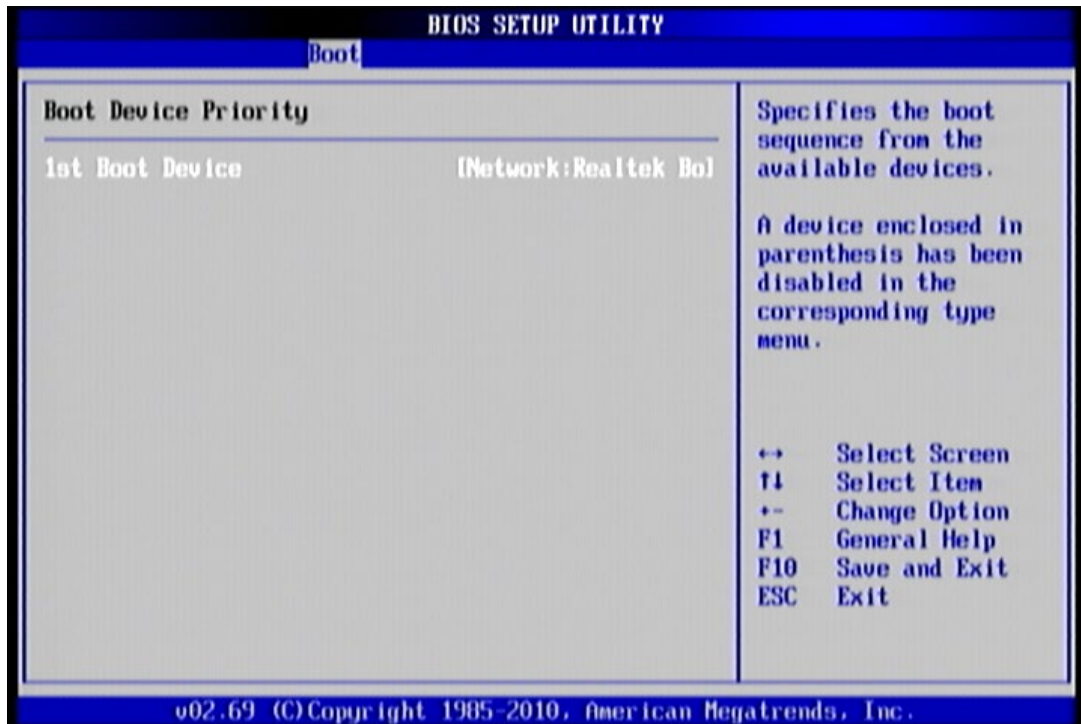 BIOS SETUP UTILITY
Boot
Boot Device Priority
1st Boot Device [Network:Realtek Bo]
Specifies the boot
sequence from the
available devices.
A device enclosed in
parenthesis has been
disabled in the
corresponding type
menu.
↔ Select Screen
↑↓ Select Item
+- Change Option
F1 General Help
F10 Save and Exit
ESC Exit
v02.69 (C)Copyright 1985-2010, American Megatrends, Inc.